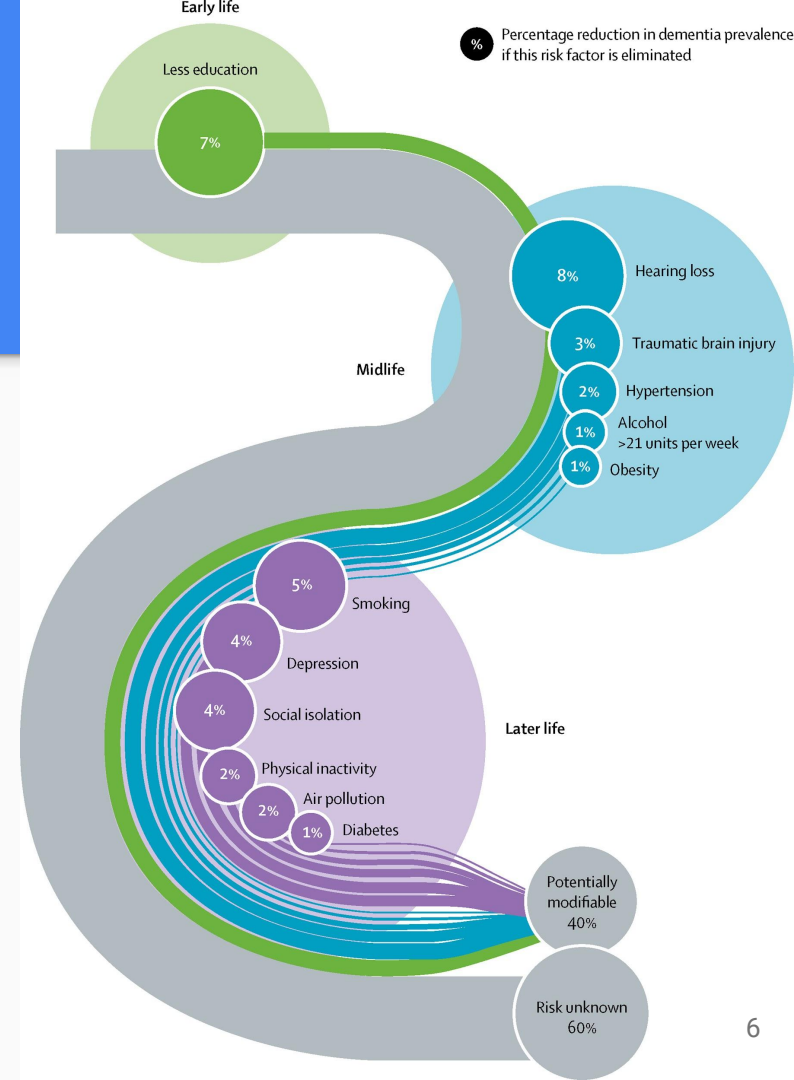 Early life
%
Percentage reduction in dementia prevalence
if this risk factor is eliminated
Less education
7%
8%
Hearing loss
3%
Traumatic brain injury
Midlife
2%
Hypertension
1%
Alcohol
>21 units per week
1%
Obesity
5%
Smoking
4%
Depression
4%
Social isolation
Later life
2%
Physical inactivity
2%
Air pollution
1%
Diabetes
Potentially
modifiable
40%
Risk unknown
60%
6